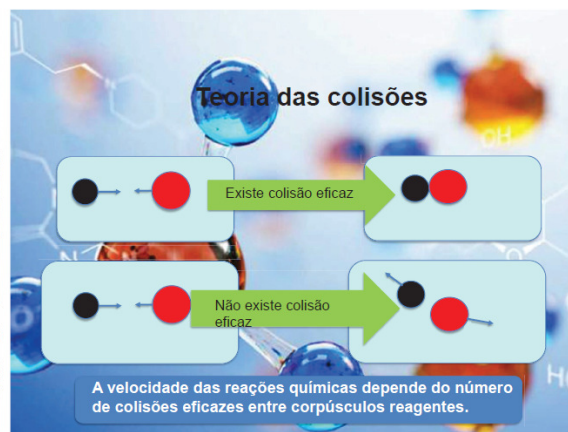 Teoria das colisões
Existe colisão eficaz
Não existe colisão
eficaz
A velocidade das reações químicas depende do número
de colisões eficazes entre corpúsculos reagentes.
OH
N
N
O